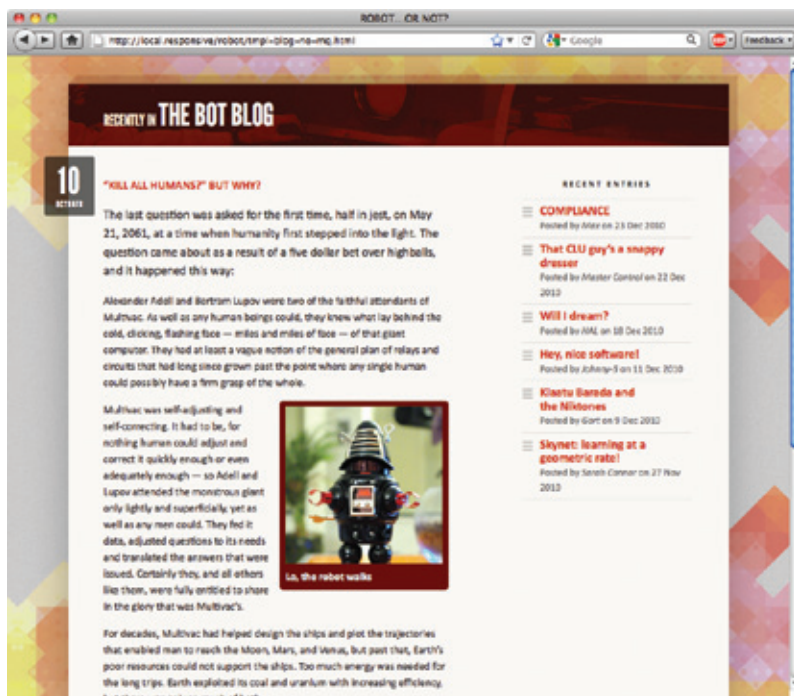 ROBOT... OR NOT?
http://local.responsive/robot/tmpl-blog-no-mq.html
Google
ABP
Feedback
RECENTLY IN THE BOT BLOG
10
OCTOBER
"KILL ALL HUMANS?" BUT WHY?
The last question was asked for the first time, half in jest, on May
21, 2061, at a time when humanity first stepped into the light. The
question came about as a result of a five dollar bet over highballs,
and it happened this way:
Alexander Adell and Bertram Lupov were two of the faithful attendants of
Multivac. As well as any human beings could, they knew what lay behind the
cold, clicking, flashing face — miles and miles of face — of that giant
computer. They had at least a vague notion of the general plan of relays and
circuits that had long since grown past the point where any single human
could possibly have a firm grasp of the whole.
Multivac was self-adjusting and
self-correcting. It had to be, for
nothing human could adjust and
correct it quickly enough or even
adequately enough — so Adell and
Lupov attended the monstrous giant
only lightly and superficially, yet as
well as any men could. They fed it
data, adjusted questions to its needs
and translated the answers that were
issued. Certainly they, and all others
like them, were fully entitled to share
in the glory that was Multivac's.
Lo, the robot walks
For decades, Multivac had helped design the ships and plot the trajectories
that enabled man to reach the Moon, Mars, and Venus, but past that, Earth's
poor resources could not support the ships. Too much energy was needed for
the long trips. Earth exploited its coal and uranium with increasing efficiency,
RECENT ENTRIES
COMPLIANCE
Posted by Max on 23 Dec 2010
That CLU guy's a snappy
dresser
Posted by Master Control on 22 Dec
2010
Will I dream?
Posted by HAL on 18 Dec 2010
Hey, nice software!
Posted by Johnny-5 on 11 Dec 2010
Klaatu Barada and
the Niktones
Posted by Gort on 9 Dec 2010
Skynet: learning at a
geometric rate!
Posted by Sarah Connor on 27 Nov
2010